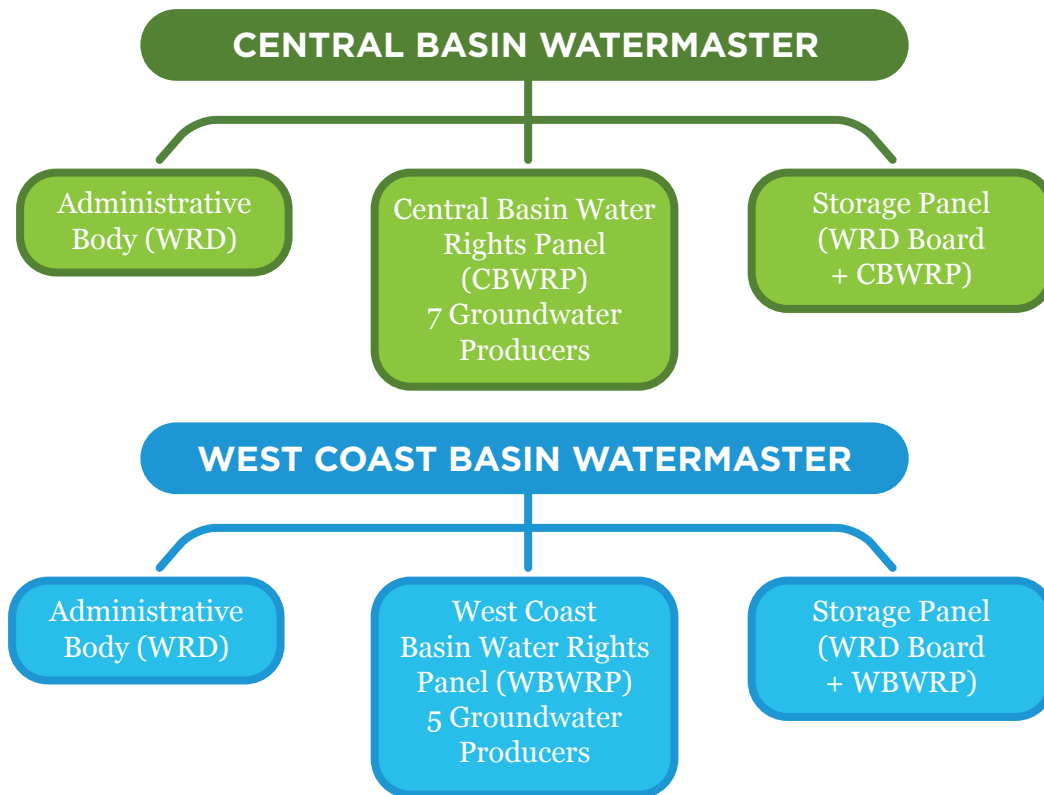 CENTRAL BASIN WATERMASTER
Administrative
Body (WRD)
Central Basin Water
Rights Panel
(CBWRP)
7 Groundwater
Producers
Storage Panel
(WRD Board
+ CBWRP)
WEST COAST BASIN WATERMASTER
Administrative
Body (WRD)
West Coast
Basin Water Rights
Panel (WBWRP)
5 Groundwater
Producers
Storage Panel
(WRD Board
+ WBWRP)